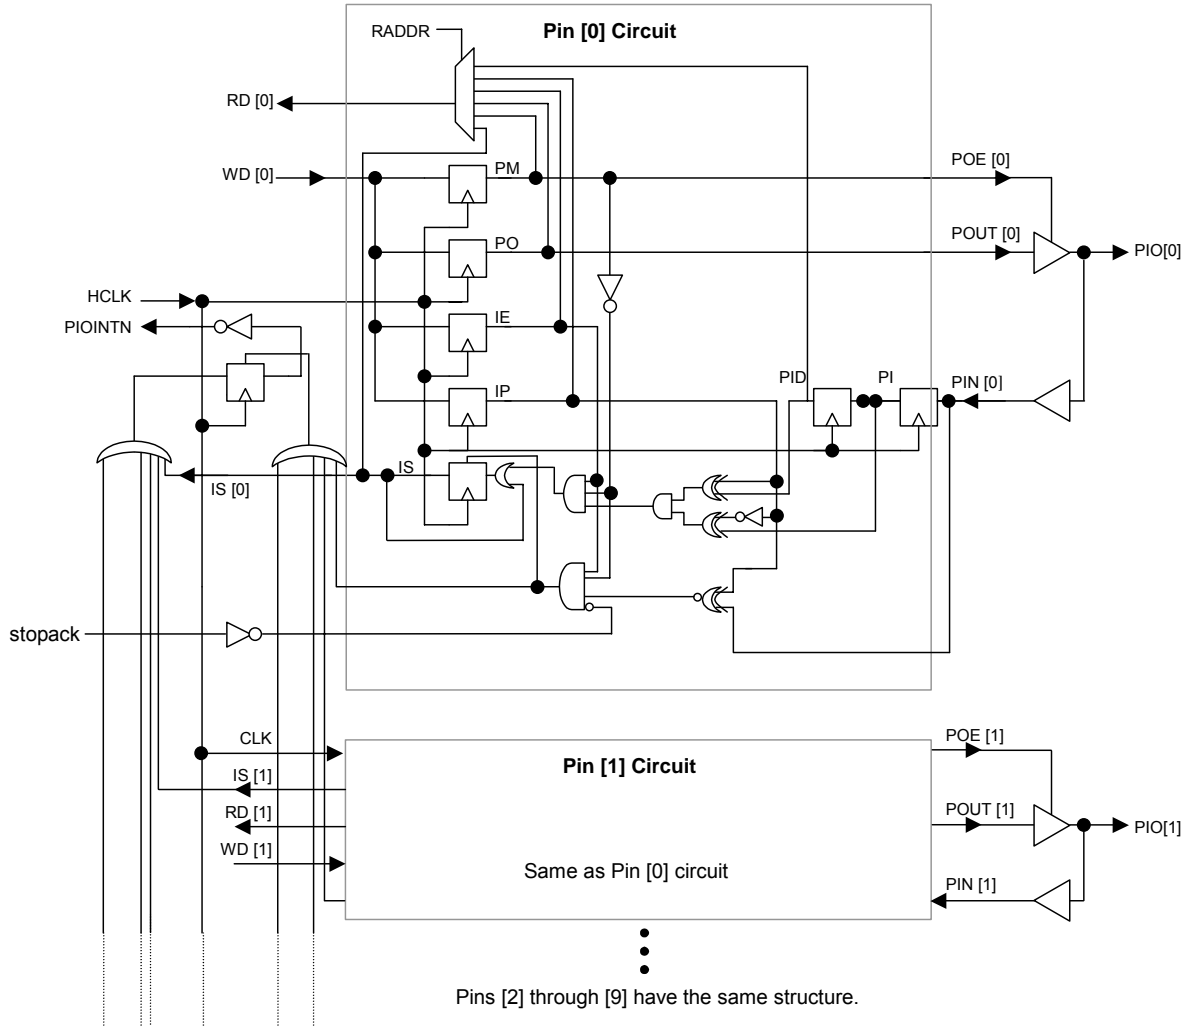 Pin [0] Circuit
RADDR
RD [0]
WD [0]
PM
POE [0]
PO
POUT [0]
PIO[0]
HCLK
PIOINTN
IE
PID
PI
PIN [0]
IP
IS
IS [0]
stopack
CLK
POE [1]
Pin [1] Circuit
IS [1]
RD [1]
POUT [1]
PIO[1]
WD [1]
Same as Pin [0] circuit
PIN [1]
Pins [2] through [9] have the same structure.